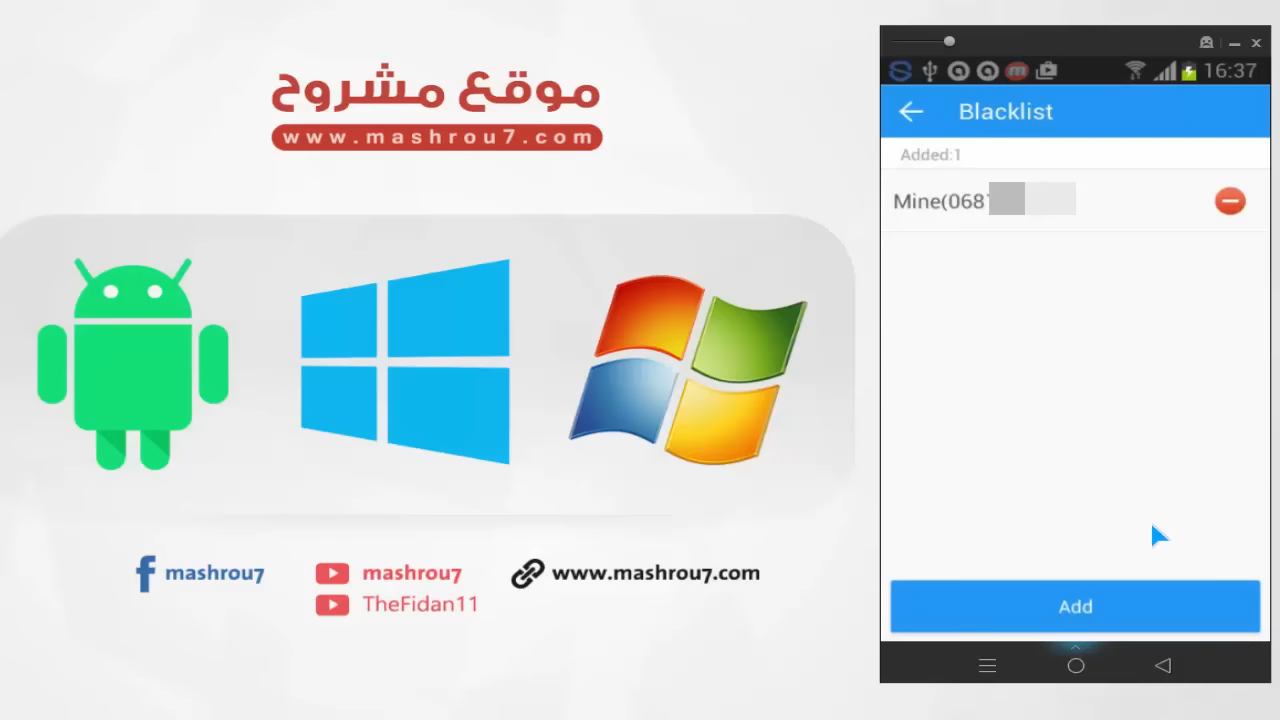 موقع مشروح
www.mashrou7.com
mashrou7
mashrou7
TheFidan11
www.mashrou7.com
16:37
Blacklist
Added:1
Mine(068
Add